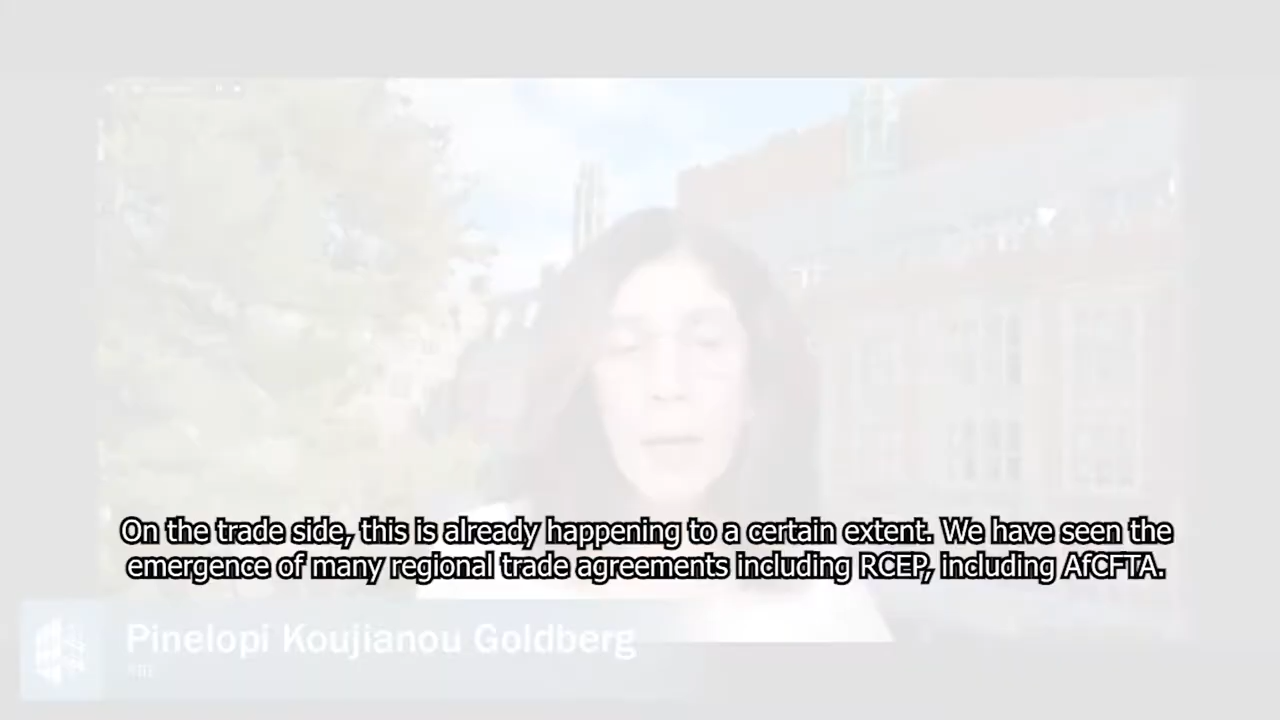 On the trade side, this is already happening to a certain extent. We have seen the
emergence of many regional trade agreements including RCEP, including AfCFTA.
Pinelopi Koujianou Goldberg